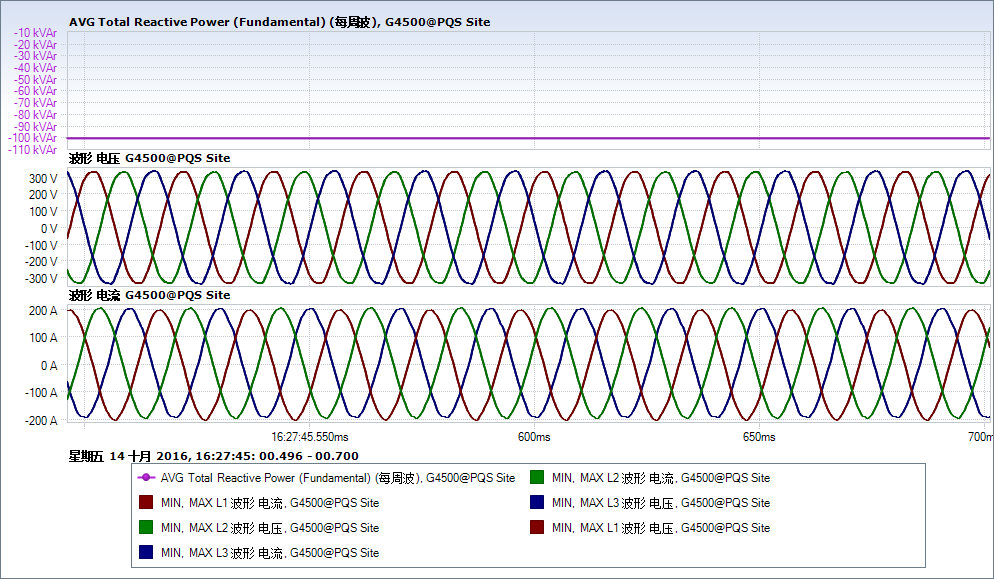 AVG Total Reactive Power (Fundamental) (每周波), G4500@PQS Site
-10 kVAr
-20 kVAr
-30 kVAr
-40 kVAr
-50 kVAr
-60 kVAr
-70 kVAr
-80 kVAr
-90 kVAr
-100 kVAr
-110 kVAr
波形 电压 G4500@PQS Site
300 V
200 V
100 V
0 V
-100 V
-200 V
-300 V
波形 电流 G4500@PQS Site
200 A
100 A
0 A
-100 A
-200 A
16:27:45.550ms 600ms 650ms 700m
星期五 14 十月 2016, 16:27:45: 00.496 - 00.700
AVG Total Reactive Power (Fundamental) (每周波), G4500@PQS Site
MIN, MAX L2 波形 电流, G4500@PQS Site
MIN, MAX L1 波形 电流, G4500@PQS Site
MIN, MAX L3 波形 电压, G4500@PQS Site
MIN, MAX L2 波形 电压, G4500@PQS Site
MIN, MAX L1 波形 电压, G4500@PQS Site
MIN, MAX L3 波形 电流, G4500@PQS Site